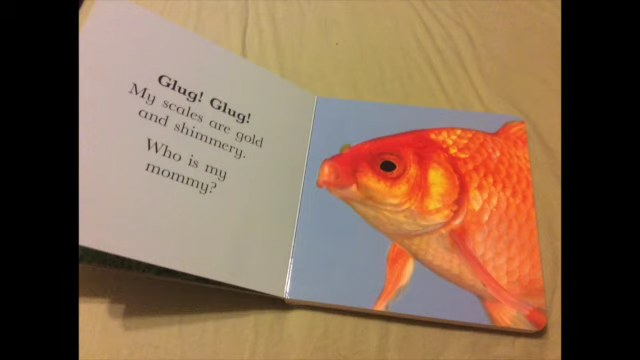 Glug! Glug!
My scales are gold
and shimmery.
Who is my
mommy?